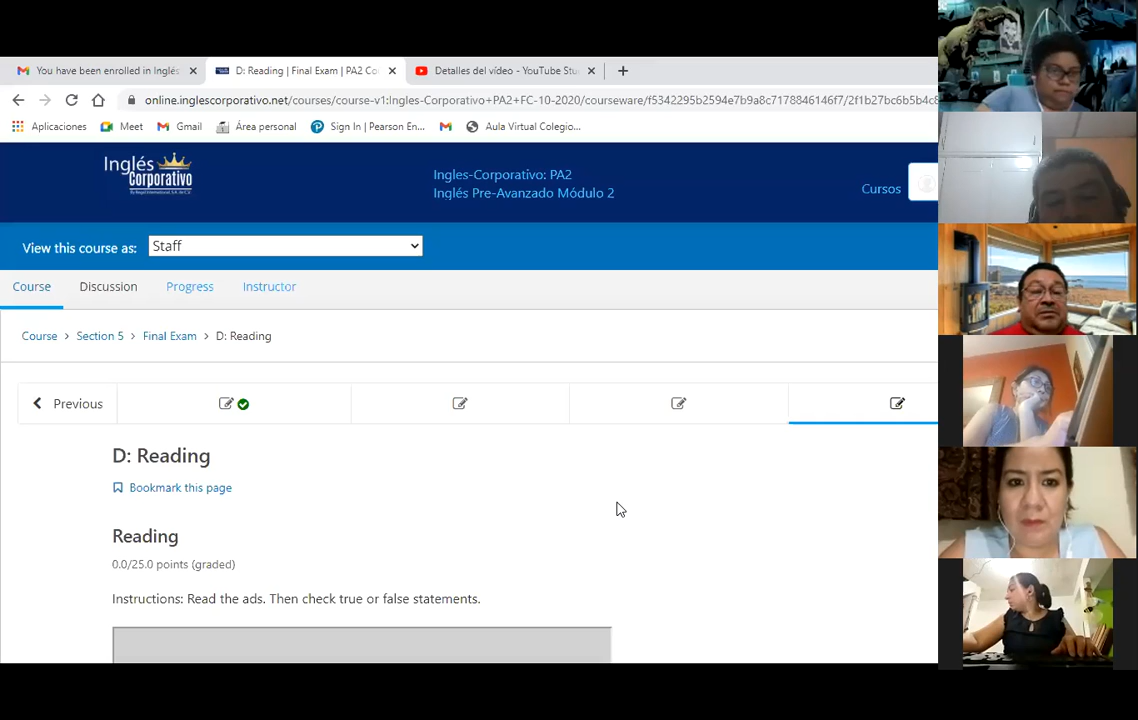 You have been enrolled in Inglés
D: Reading | Final Exam | PA2 Co
Detalles del vídeo - YouTube Stu
online.inglescorporativo.net/courses/course-v1:Ingles-Corporativo+PA2+FC-10-2020/courseware/f5342295b2594e7b9a8c7178846146f7/2f1b27bc6b5b4c8
Aplicaciones
Meet
Gmail
Área personal
Sign In | Pearson En...
Aula Virtual Colegio...
Inglés
Corporativo
Ingles-Corporativo: PA2
Inglés Pre-Avanzado Módulo 2
Cursos
View this course as:
Staff
Course
Discussion
Progress
Instructor
Course > Section 5 > Final Exam > D: Reading
Previous
D: Reading
Bookmark this page
Reading
0.0/25.0 points (graded)
Instructions: Read the ads. Then check true or false statements.